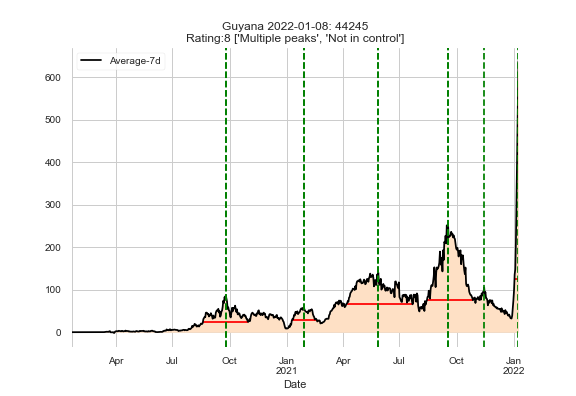 Guyana 2022-01-08: 44245
Rating:8 ['Multiple peaks', 'Not in control']
Average-7d
600
500
400
300
200
100
0
Apr Jul Oct Jan Apr Jul Oct Jan
2021 2022
Date